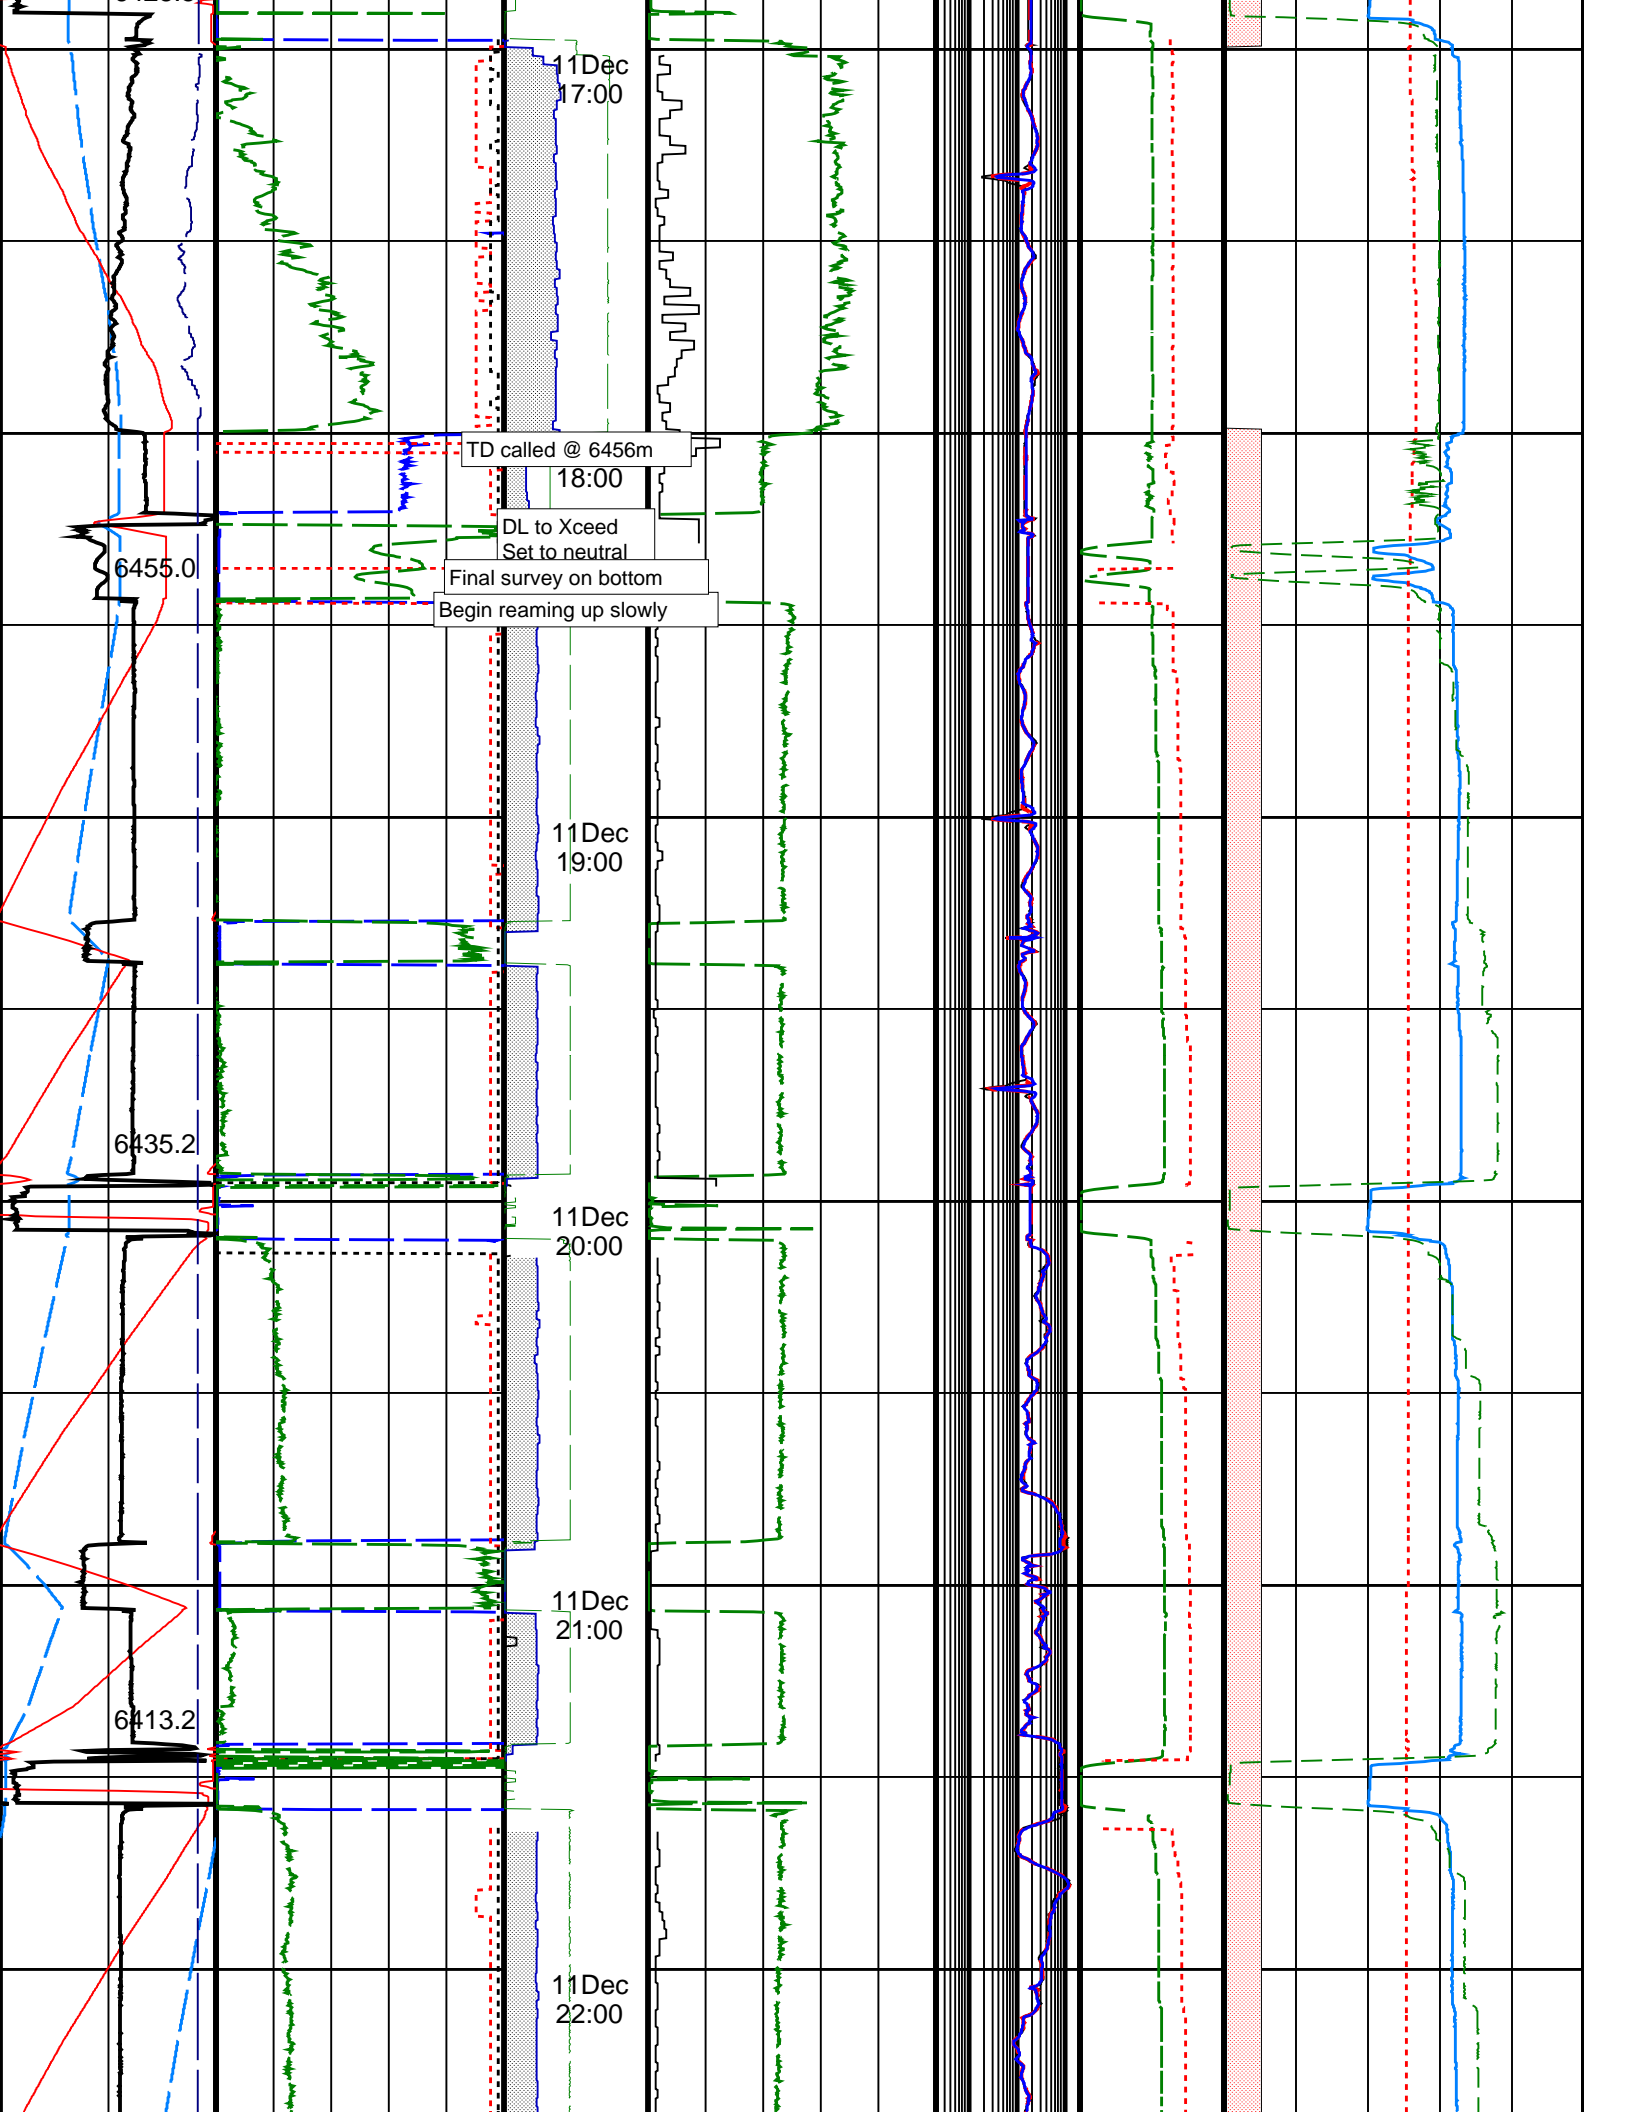 11Dec
17:00
TD called @ 6456m
18:00
DL to Xceed
Set to neutral
6455.0
Final survey on bottom
Begin reaming up slowly
11Dec
19:00
6435.2
11Dec
20:00
11Dec
21:00
6413.2
11Dec
22:00